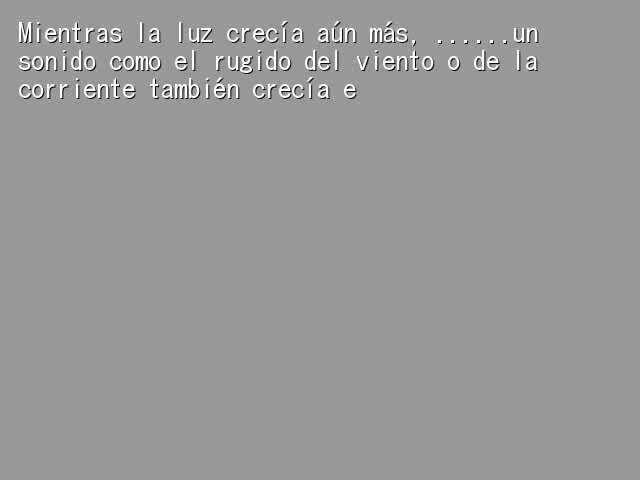 Mientras la luz crecía aún más, ......un
sonido como el rugido del viento o de la
corriente también crecía e